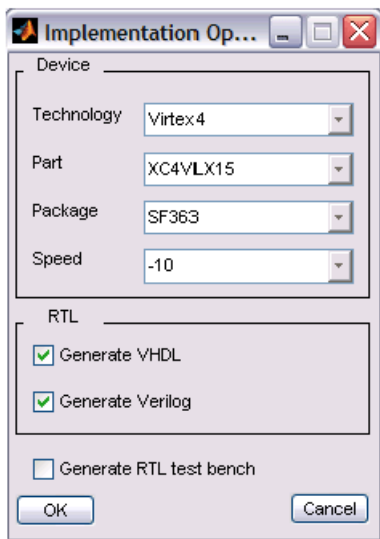 Implementation Op...
Device
Technology Virtex4
Part XC4VLX15
Package SF363
Speed -10
RTL
Generate VHDL
Generate Verilog
Generate RTL test bench
OK Cancel